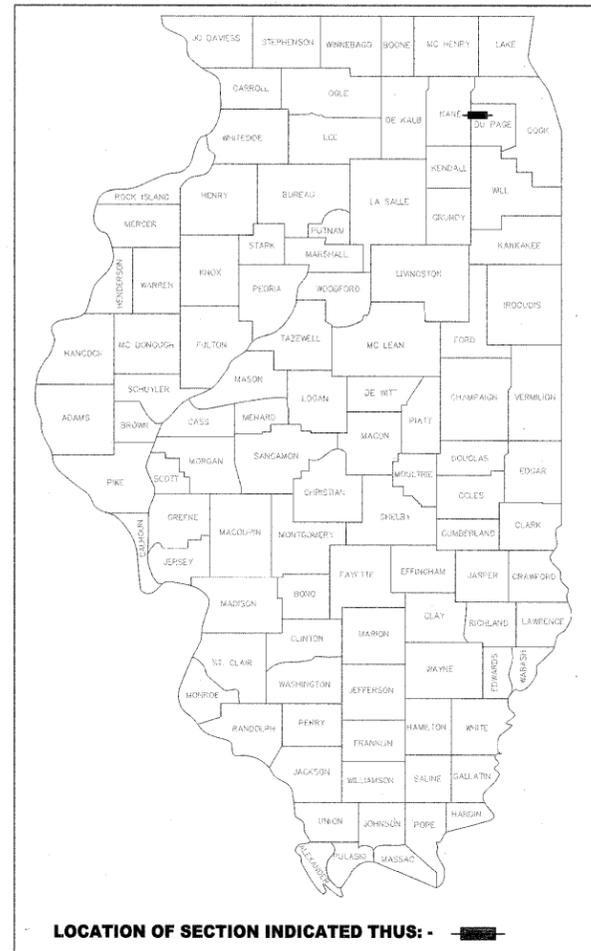 JO DAVIESS STEPHENSON WINNEBAGO BOONE MC HENRY LAKE
CARROLL OGLE DE KALB KANE DU PAGE COOK
WHITESIDE LEE
KENDALL
ROCK ISLAND HENRY BUREAU LA SALLE GRUNDY WILL
MERCER PUTNAM
STARK MARSHALL KANKAKEE
HENDERSON WARREN KNOX PEORIA WOODFORD LIVINGSTON
IROQUOIS
HANCOCK MC DONOUGH FULTON TAZEWELL MC LEAN FORD
SCHUYLER MASON
LOGAN DE WITT CHAMPAIGN VERMILION
ADAMS BROWN CASS MENARD PIATT
MACON
MORGAN SANGAMON DOUGLAS
PIKE SCOTT MOULTRIE EDGAR
CHRISTIAN COLES
GREENE SHELBY
CALHOUN MACOUPIN MONTGOMERY CUMBERLAND CLARK
JERSEY
FAYETTE EFFINGHAM JASPER CRAWFORD
MADISON BOND
CLAY RICHLAND LAWRENCE
CLINTON MARION
ST. CLAIR WAYNE EDWARDS WABASH
WASHINGTON JEFFERSON
MONROE
RANDOLPH PERRY HAMILTON WHITE
FRANKLIN
JACKSON WILLIAMSON SALINE GALLATIN
HARDIN
UNION JOHNSON POPE
ALEXANDER PULASKI MASSAC
LOCATION OF SECTION INDICATED THUS: -